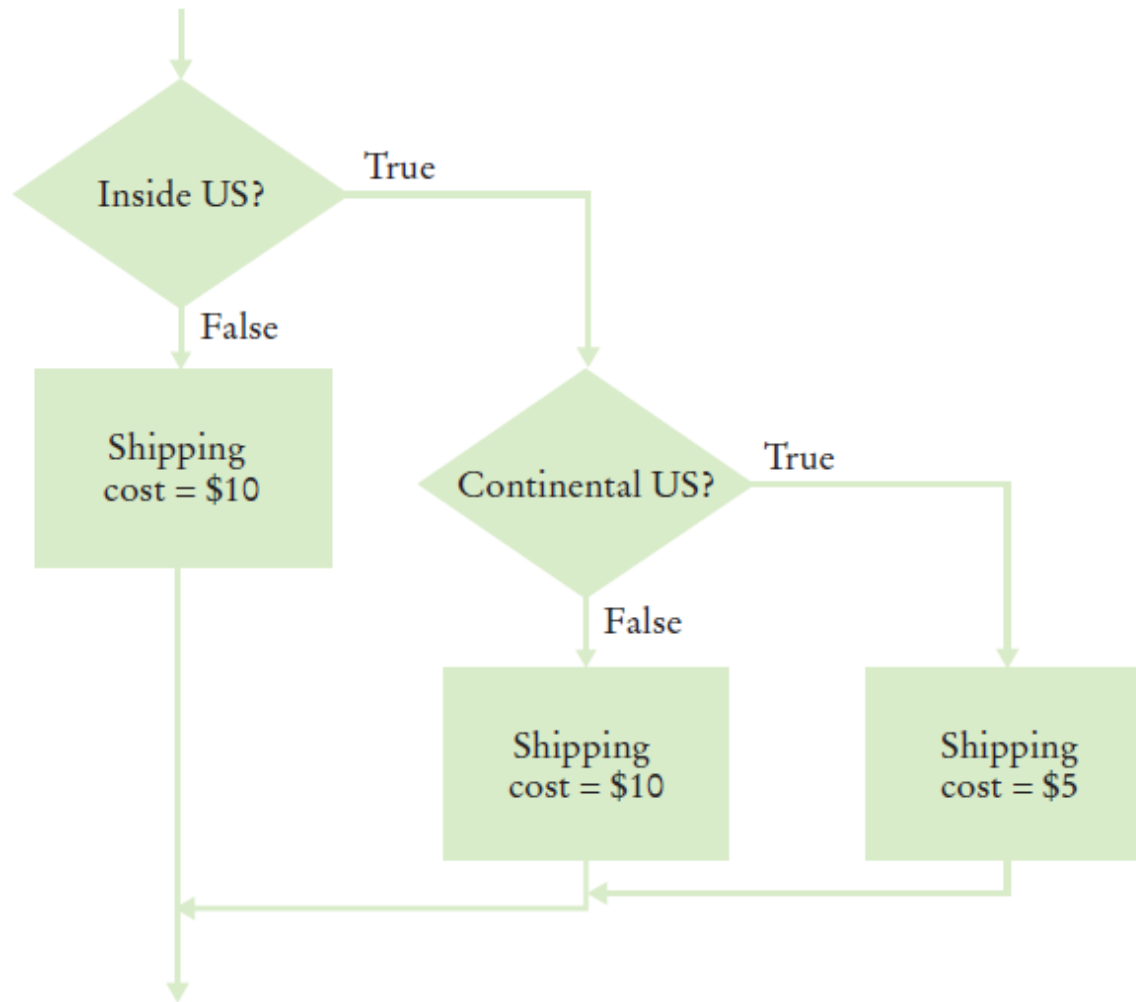 True
Inside US?
False
Shipping
cost = $10
True
Continental US?
False
Shipping
cost = $10
Shipping
cost = $5